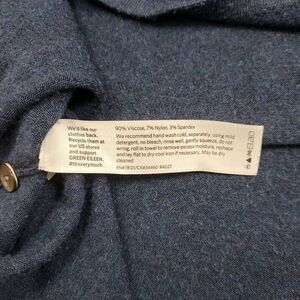 We'd like our
clothes back.
Recycle them at
our US stores
and support
GREEN EILEEN.
#thisverymuch
90% Viscose, 7% Nylon, 3% Spandex
We recommend hand wash cold, separately, using mild
detergent, no bleach, rinse well, gently squeeze, do not
wring, roll in towel to remove excess moisture, reshape
and lay flat to dry cool iron if needed. May be dry
cleaned.